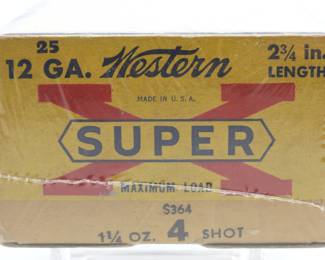 25
12 GA. Western 2¾ in. LENGTH
MADE IN U.S.A.
X
SUPER
MAXIMUM LOAD
S364
1¼ OZ. 4 SHOT